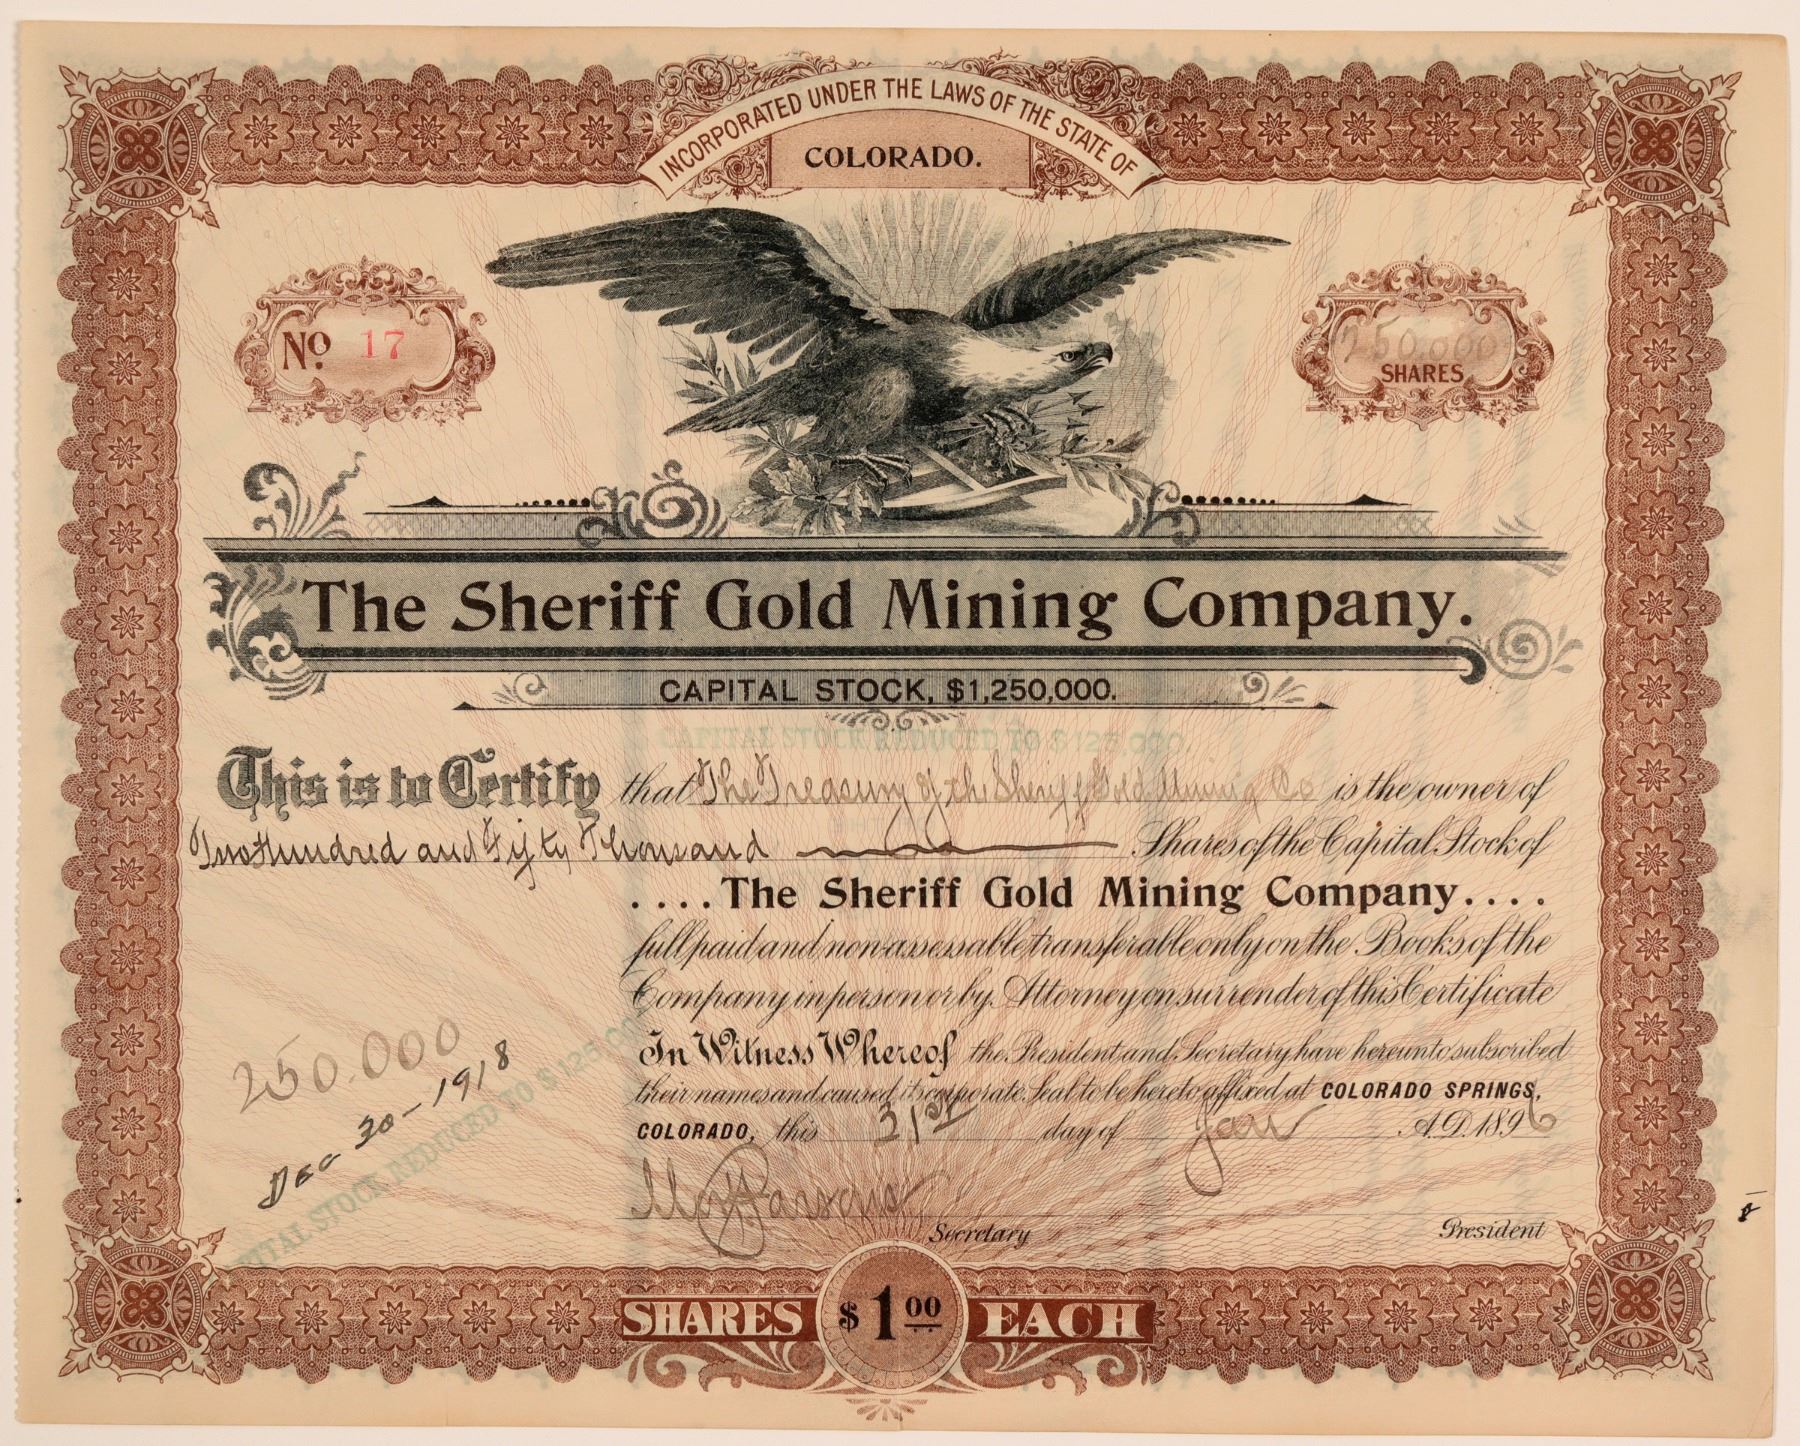 INCORPORATED UNDER THE LAWS OF THE STATE OF
COLORADO.
No. 17
250.000
SHARES
The Sheriff Gold Mining Company.
CAPITAL STOCK, $1,250,000.
CAPITAL STOCK REDUCED TO $125.000
This is to Certify that The Treasury of the Sheriff Gold Mining Co is the owner of
Two Hundred and Fifty Thousand Shares of the Capital Stock of
....The Sheriff Gold Mining Company....
full paid and non-assessable transferable only on the Books of the
Company in person or by Attorney on surrender of this Certificate
In Witness Whereof the President and Secretary have hereunto subscribed
their names and caused its corporate Seal to be hereto affixed at COLORADO SPRINGS,
COLORADO, this 31st day of Jan A.D. 1896
250.000
Dec 30-1918
CAPITAL STOCK REDUCED TO $125.000
Parsons
Secretary
President
SHARES $1 00 EACH